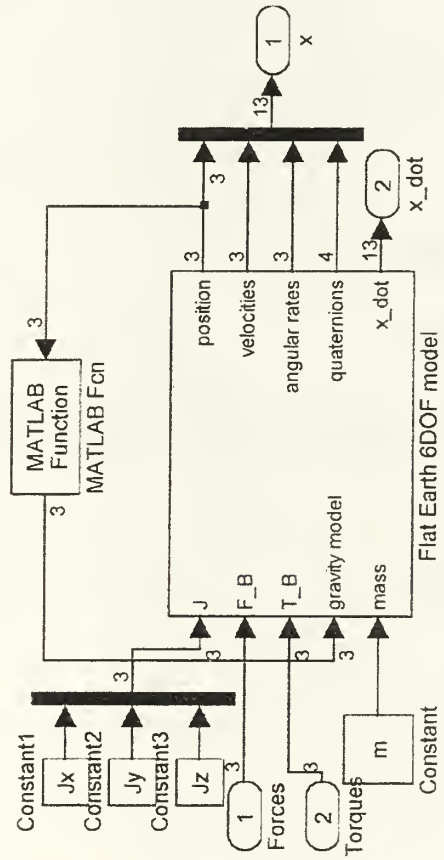 Constant1
Jx
Constant2
Jy
Constant3
Jz
3
1
Forces
3
2
Torques
3
m
Constant
3
MATLAB
Function
MATLAB Fcn
3
3
3
3
J
F_B
T_B
gravity model
mass
position
velocities
angular rates
quaternions
x_dot
Flat Earth 6DOF model
3
3
3
4
13
3
13
1
x
2
x_dot